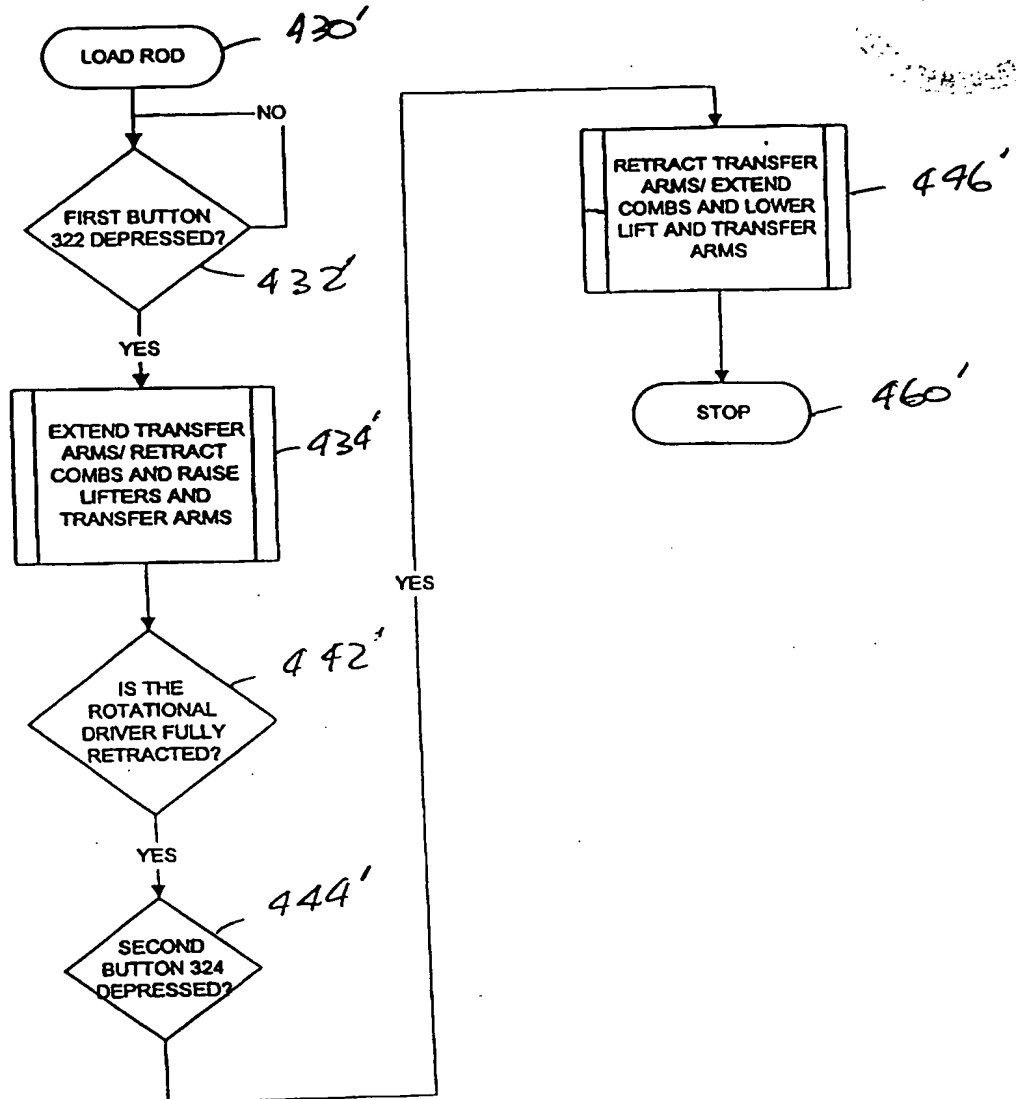 LOAD ROD
430'
NO
FIRST BUTTON
322 DEPRESSED?
432'
YES
EXTEND TRANSFER
ARMS/ RETRACT
COMBS AND RAISE
LIFTERS AND
TRANSFER ARMS
434'
IS THE
ROTATIONAL
DRIVER FULLY
RETRACTED?
442'
YES
SECOND
BUTTON 324
DEPRESSED?
444'
YES
RETRACT TRANSFER
ARMS/ EXTEND
COMBS AND LOWER
LIFT AND TRANSFER
ARMS
446'
STOP
460'